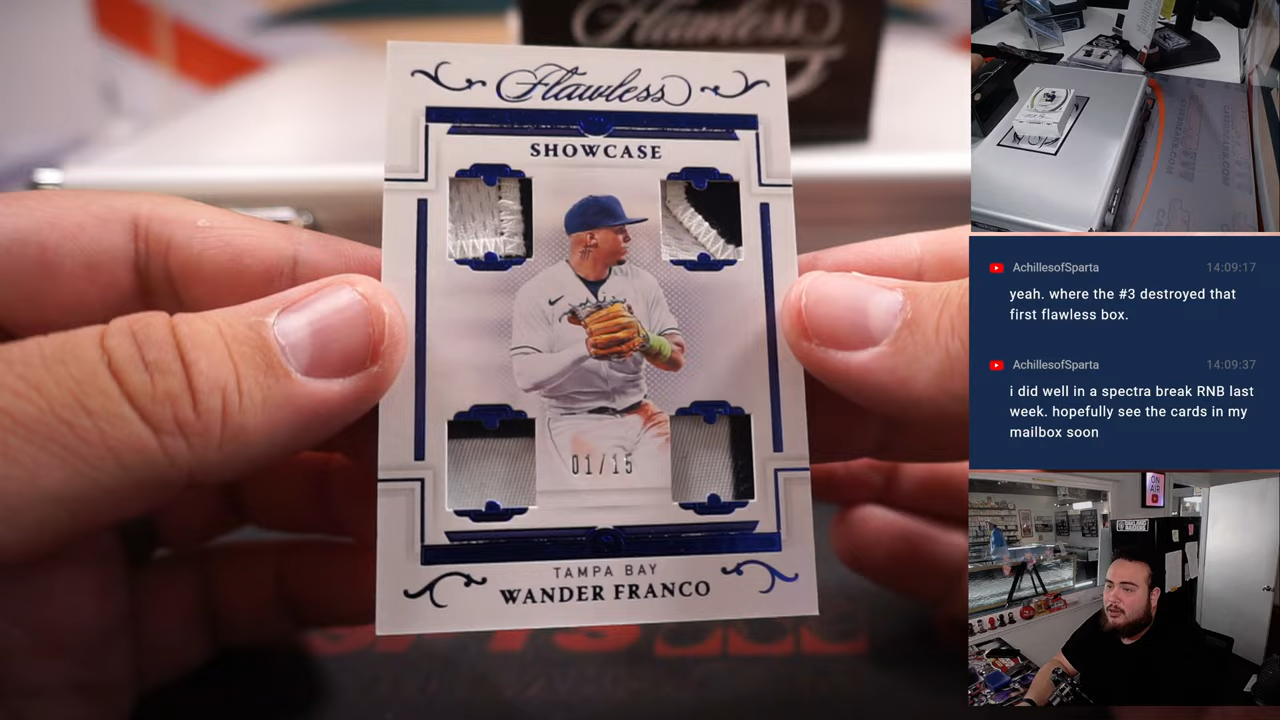 Flawless
Flawless
SHOWCASE
01/15
TAMPA BAY
WANDER FRANCO
AchillesofSparta 14:09:17
yeah. where the #3 destroyed that
first flawless box.
AchillesofSparta 14:09:37
i did well in a spectra break RNB last
week. hopefully see the cards in my
mailbox soon
ON
AIR